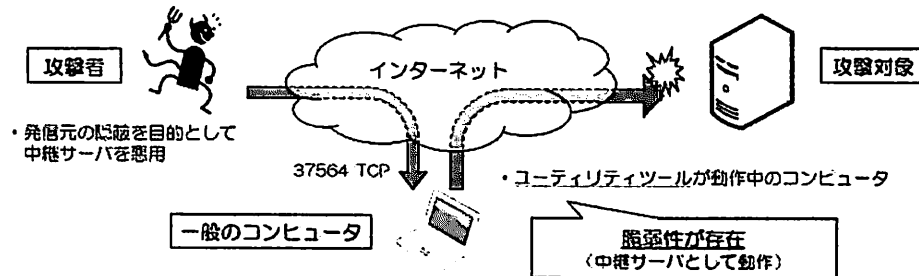 攻撃者
インターネット
攻撃対象
・発信元の隠蔽を目的として
中継サーバを悪用
37564 TCP
・ユーティリティツールが動作中のコンピュータ
一般のコンピュータ
脆弱性が存在
(中継サーバとして動作)